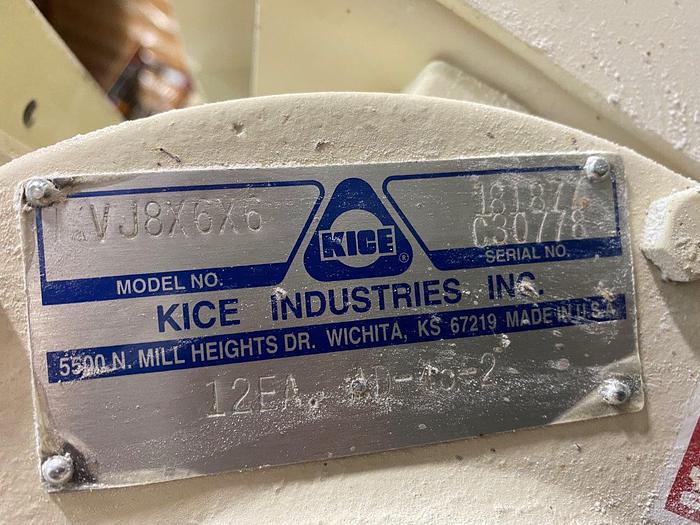 VJ8X6X6
181877
C30778
KICE
®
MODEL NO.
SERIAL NO.
KICE INDUSTRIES INC.
5500 N. MILL HEIGHTS DR. WICHITA, KS 67219 MADE IN U.S.A.
12EA.